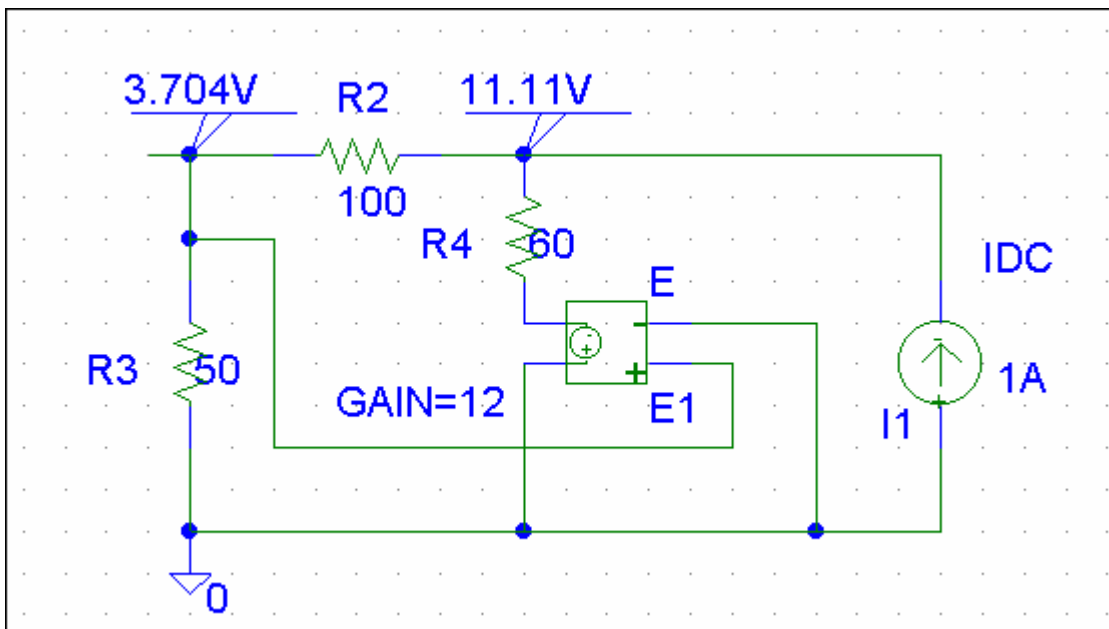 3.704V
R2
11.11V
100
R4
60
IDC
E
R3
50
GAIN=12
E1
1A
I1
0